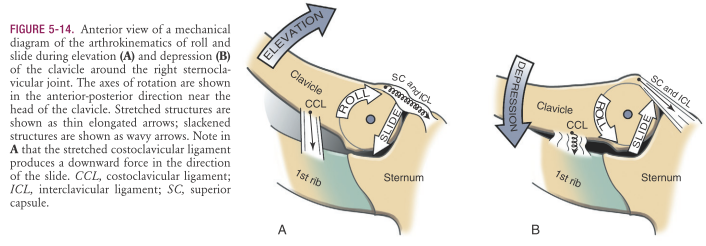 FIGURE 5-14. Anterior view of a mechanical
diagram of the arthrokinematics of roll and
slide during elevation (A) and depression (B)
of the clavicle around the right sternocla-
vicular joint. The axes of rotation are shown
in the anterior-posterior direction near the
head of the clavicle. Stretched structures are
shown as thin elongated arrows; slackened
structures are shown as wavy arrows. Note in
A that the stretched costoclavicular ligament
produces a downward force in the direction
of the slide. CCL, costoclavicular ligament;
ICL, interclavicular ligament; SC, superior
capsule.
ELEVATION
Clavicle
SC and ICL
CCL
ROLL
SLIDE
1st rib
Sternum
A
DEPRESSION
SC and ICL
Clavicle
CCL
ROLL
SLIDE
1st rib
Sternum
B